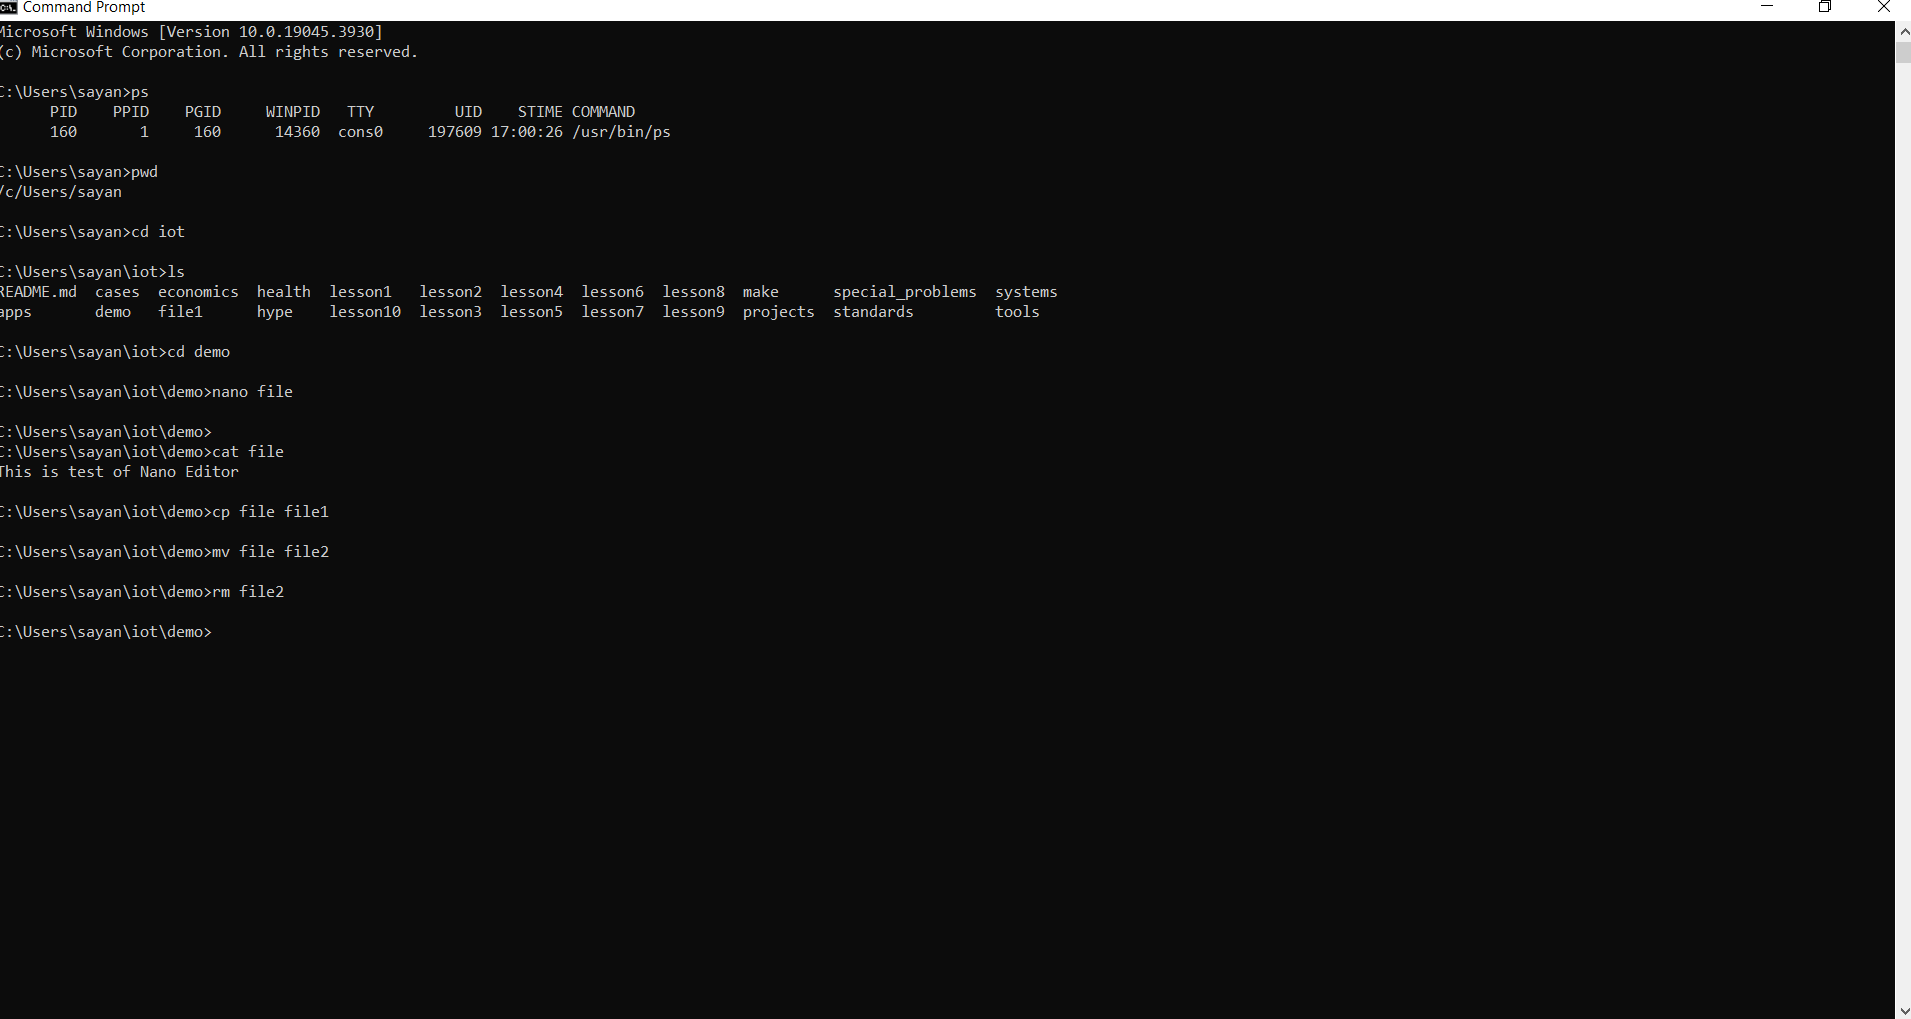 Command Prompt
Microsoft Windows [Version 10.0.19045.3930]
(c) Microsoft Corporation. All rights reserved.
C:\Users\sayan>ps
PID PPID PGID WINPID TTY UID STIME COMMAND
160 1 160 14360 cons0 197609 17:00:26 /usr/bin/ps
C:\Users\sayan>pwd
/c/Users/sayan
C:\Users\sayan>cd iot
C:\Users\sayan\iot>ls
README.md cases economics health lesson1 lesson2 lesson4 lesson6 lesson8 make special_problems systems
apps demo file1 hype lesson10 lesson3 lesson5 lesson7 lesson9 projects standards tools
C:\Users\sayan\iot>cd demo
C:\Users\sayan\iot\demo>nano file
C:\Users\sayan\iot\demo>
C:\Users\sayan\iot\demo>cat file
This is test of Nano Editor
C:\Users\sayan\iot\demo>cp file file1
C:\Users\sayan\iot\demo>mv file file2
C:\Users\sayan\iot\demo>rm file2
C:\Users\sayan\iot\demo>